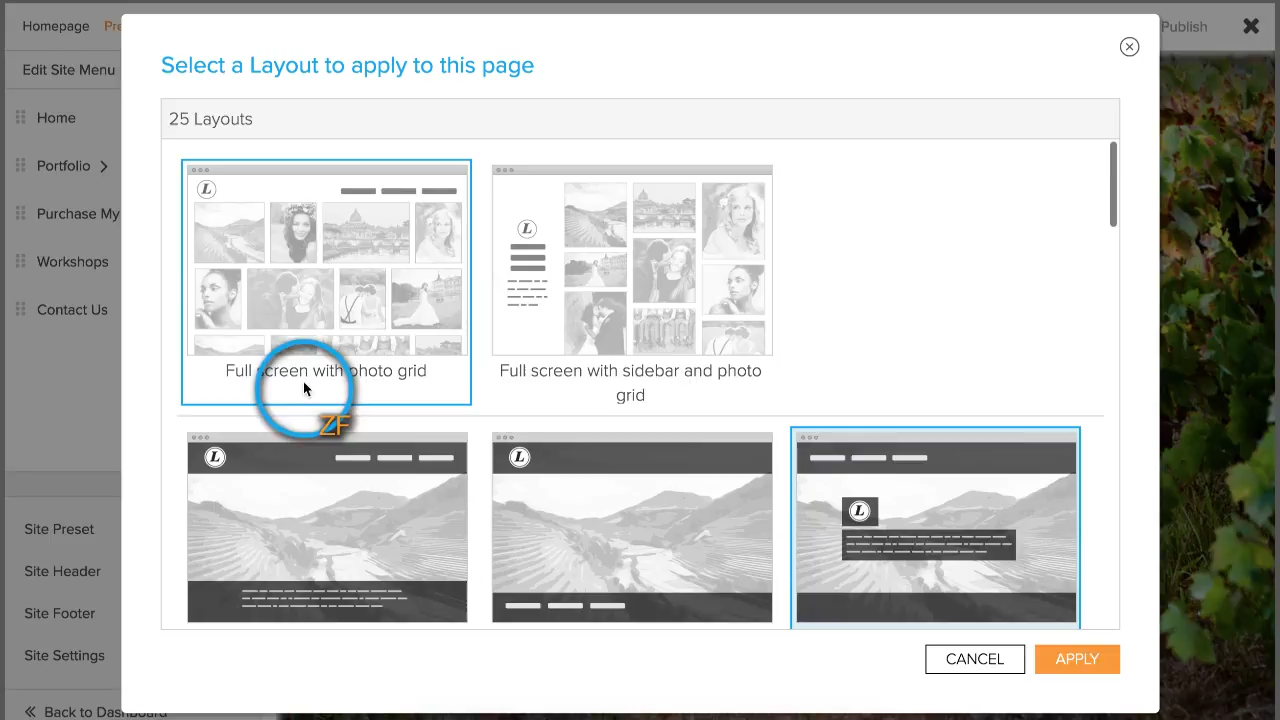 Homepage
Publish
Edit Site Menu
Home
Portfolio
Purchase My
Workshops
Contact Us
Site Preset
Site Header
Site Footer
Site Settings
Back to Dashboard
Select a Layout to apply to this page
25 Layouts
L
L
Full screen with photo grid
Full screen with sidebar and photo
grid
ZF
L
L
L
CANCEL
APPLY